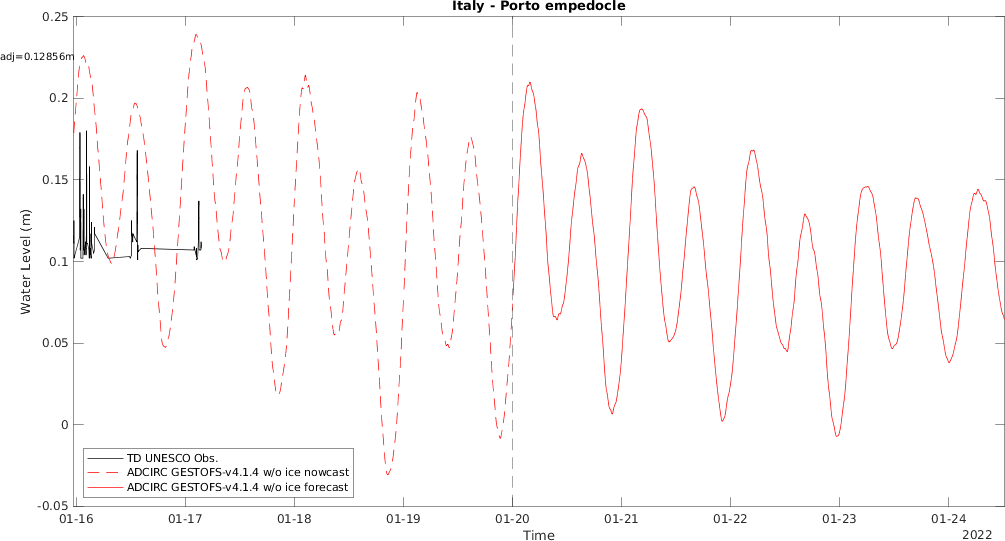 Italy - Porto empedocle
adj=0.12856m
0.25
0.2
0.15
0.1
0.05
0
-0.05
Water Level (m)
TD UNESCO Obs.
ADCIRC GESTOFS-v4.1.4 w/o ice nowcast
ADCIRC GESTOFS-v4.1.4 w/o ice forecast
01-16 01-17 01-18 01-19 01-20 01-21 01-22 01-23 01-24
Time
2022